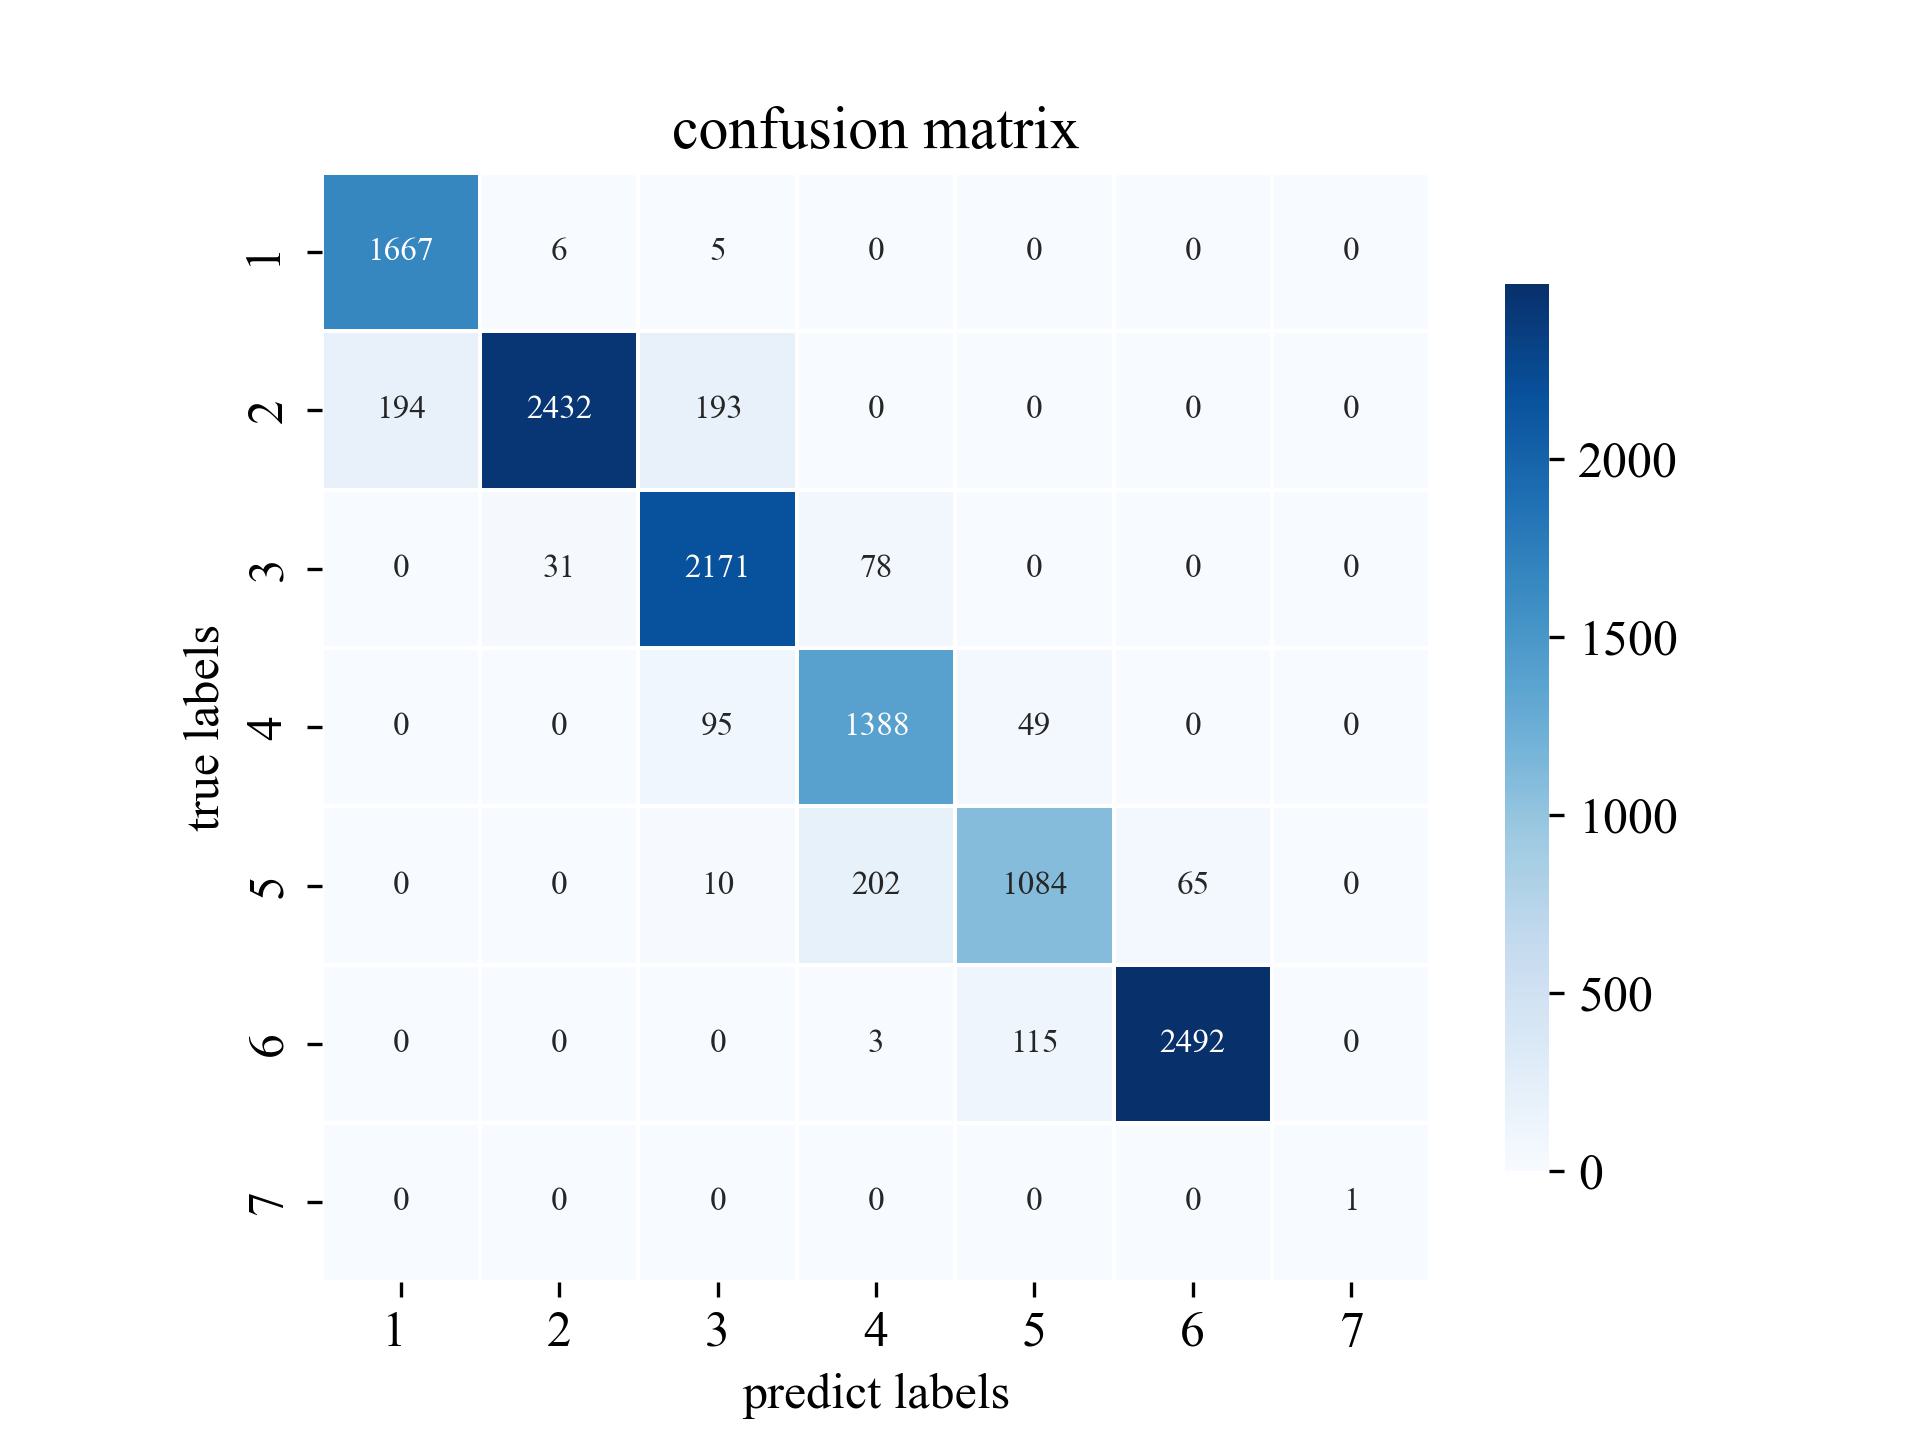 confusion matrix
1 1667 6 5 0 0 0 0
2 194 2432 193 0 0 0 0
3 0 31 2171 78 0 0 0
4 0 0 95 1388 49 0 0
5 0 0 10 202 1084 65 0
6 0 0 0 3 115 2492 0
7 0 0 0 0 0 0 1
1 2 3 4 5 6 7
predict labels
true labels
2000
1500
1000
500
0